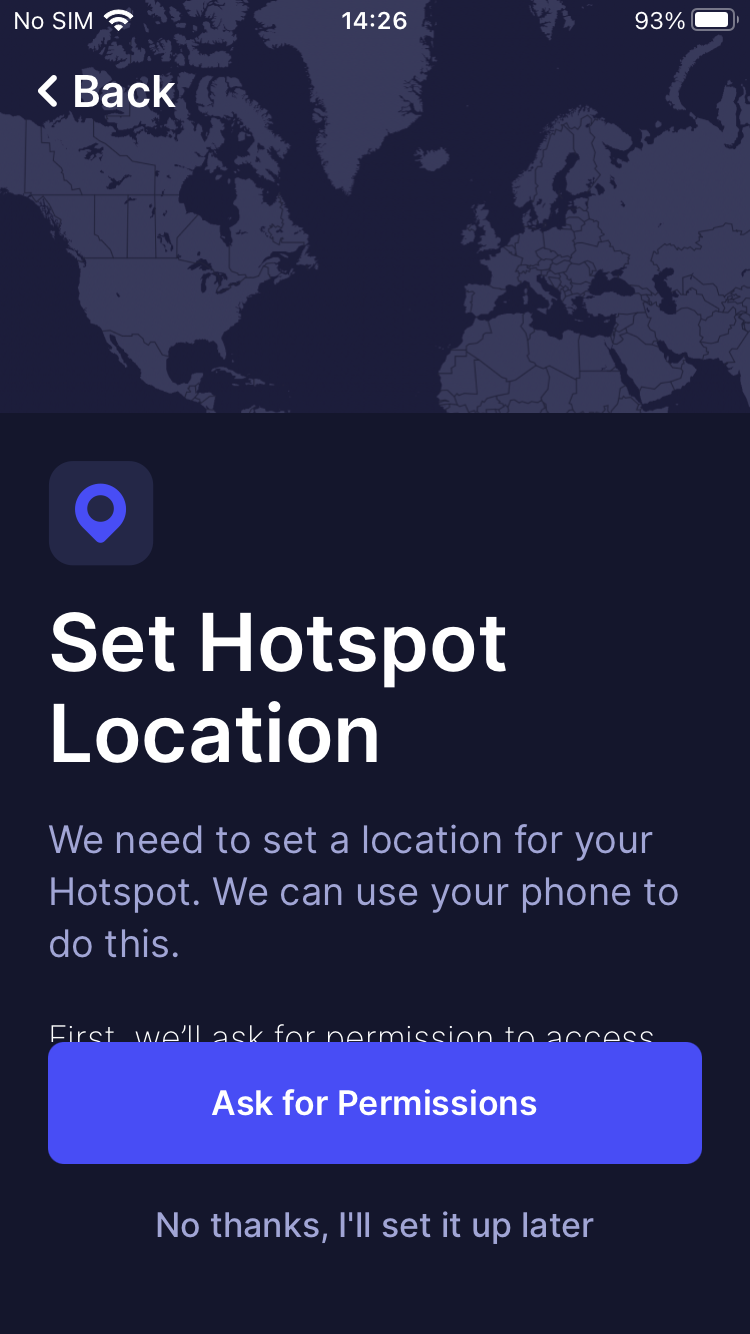 No SIM 14:26 93%
Back
Set Hotspot
Location
We need to set a location for your
Hotspot. We can use your phone to
do this.
First, we’ll ask for permission to access
Ask for Permissions
No thanks, I'll set it up later